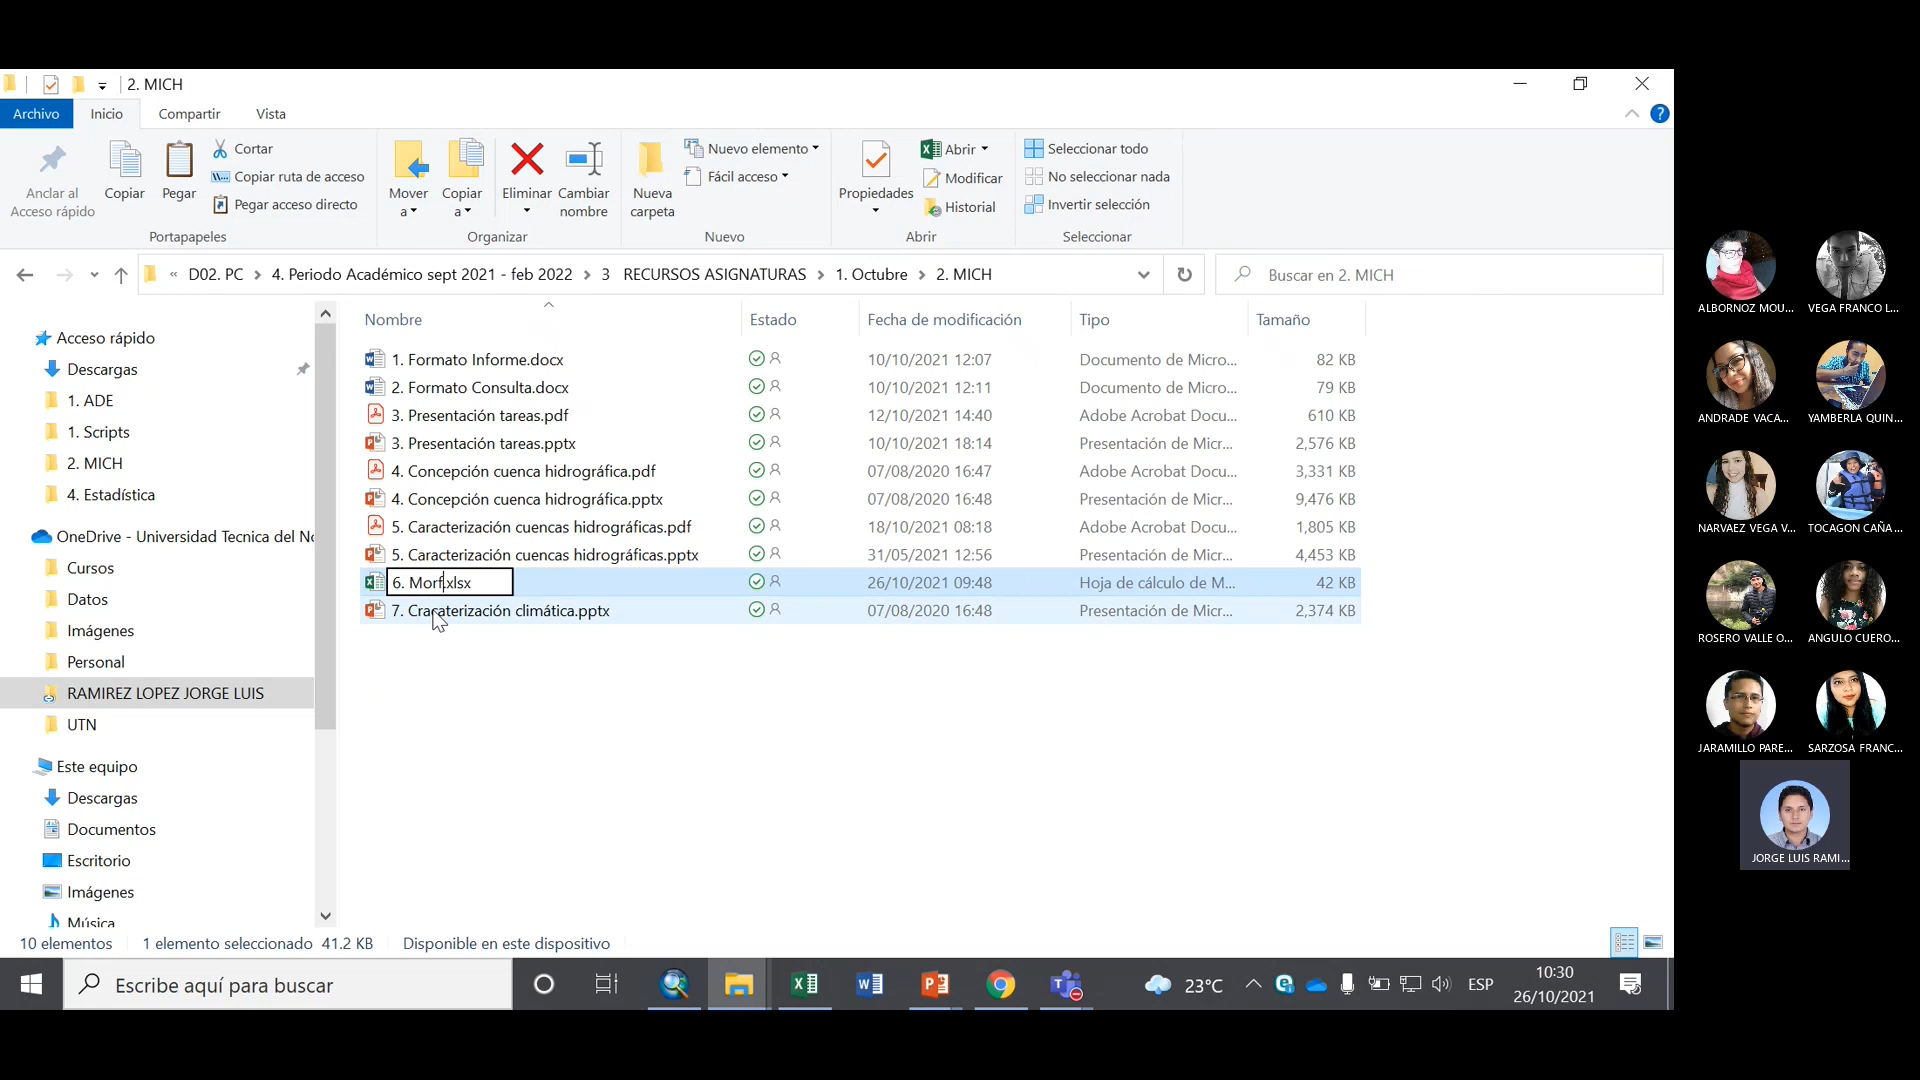 2. MICH
Archivo Inicio Compartir Vista
Anclar al Acceso rápido
Copiar
Pegar
Cortar
Copiar ruta de acceso
Pegar acceso directo
Portapapeles
Mover a
Copiar a
Eliminar
Cambiar nombre
Organizar
Nueva carpeta
Nuevo elemento
Fácil acceso
Nuevo
Propiedades
Abrir
Modificar
Historial
Abrir
Seleccionar todo
No seleccionar nada
Invertir selección
Seleccionar
« D02. PC > 4. Periodo Académico sept 2021 - feb 2022 > 3 RECURSOS ASIGNATURAS > 1. Octubre > 2. MICH
Buscar en 2. MICH
Acceso rápido
Descargas
1. ADE
1. Scripts
2. MICH
4. Estadística
OneDrive - Universidad Tecnica del No
Cursos
Datos
Imágenes
Personal
RAMIREZ LOPEZ JORGE LUIS
UTN
Este equipo
Descargas
Documentos
Escritorio
Imágenes
Música
Nombre Estado Fecha de modificación Tipo Tamaño
1. Formato Informe.docx 10/10/2021 12:07 Documento de Micro... 82 KB
2. Formato Consulta.docx 10/10/2021 12:11 Documento de Micro... 79 KB
3. Presentación tareas.pdf 12/10/2021 14:40 Adobe Acrobat Docu... 610 KB
3. Presentación tareas.pptx 10/10/2021 18:14 Presentación de Micr... 2,576 KB
4. Concepción cuenca hidrográfica.pdf 07/08/2020 16:47 Adobe Acrobat Docu... 3,331 KB
4. Concepción cuenca hidrográfica.pptx 07/08/2020 16:48 Presentación de Micr... 9,476 KB
5. Caracterización cuencas hidrográficas.pdf 18/10/2021 08:18 Adobe Acrobat Docu... 1,805 KB
5. Caracterización cuencas hidrográficas.pptx 31/05/2021 12:56 Presentación de Micr... 4,453 KB
6. Morf.xlsx 26/10/2021 09:48 Hoja de cálculo de M... 42 KB
7. Cracaterización climática.pptx 07/08/2020 16:48 Presentación de Micr... 2,374 KB
10 elementos 1 elemento seleccionado 41.2 KB Disponible en este dispositivo
Escribe aquí para buscar
23°C
ESP
10:30
26/10/2021
ALBORNOZ MOU... VEGA FRANCO L...
ANDRADE VACA... YAMBERLA QUIN...
NARVAEZ VEGA V... TOCAGON CAÑA ...
ROSERO VALLE O... ANGULO CUERO...
JARAMILLO PARE... SARZOSA FRANC...
JORGE LUIS RAMI...